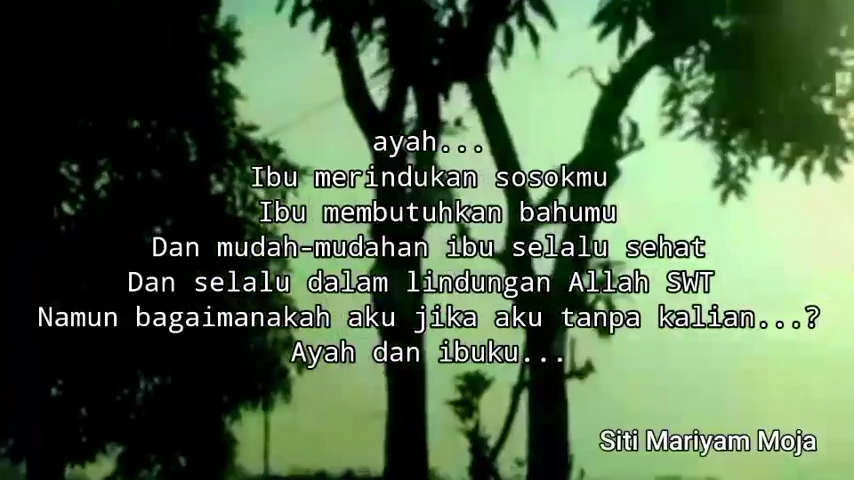 ayah...
Ibu merindukan sosokmu
Ibu membutuhkan bahumu
Dan mudah-mudahan ibu selalu sehat
Dan selalu dalam lindungan Allah SWT
Namun bagaimanakah aku jika aku tanpa kalian...?
Ayah dan ibuku...
Siti Mariyam Moja